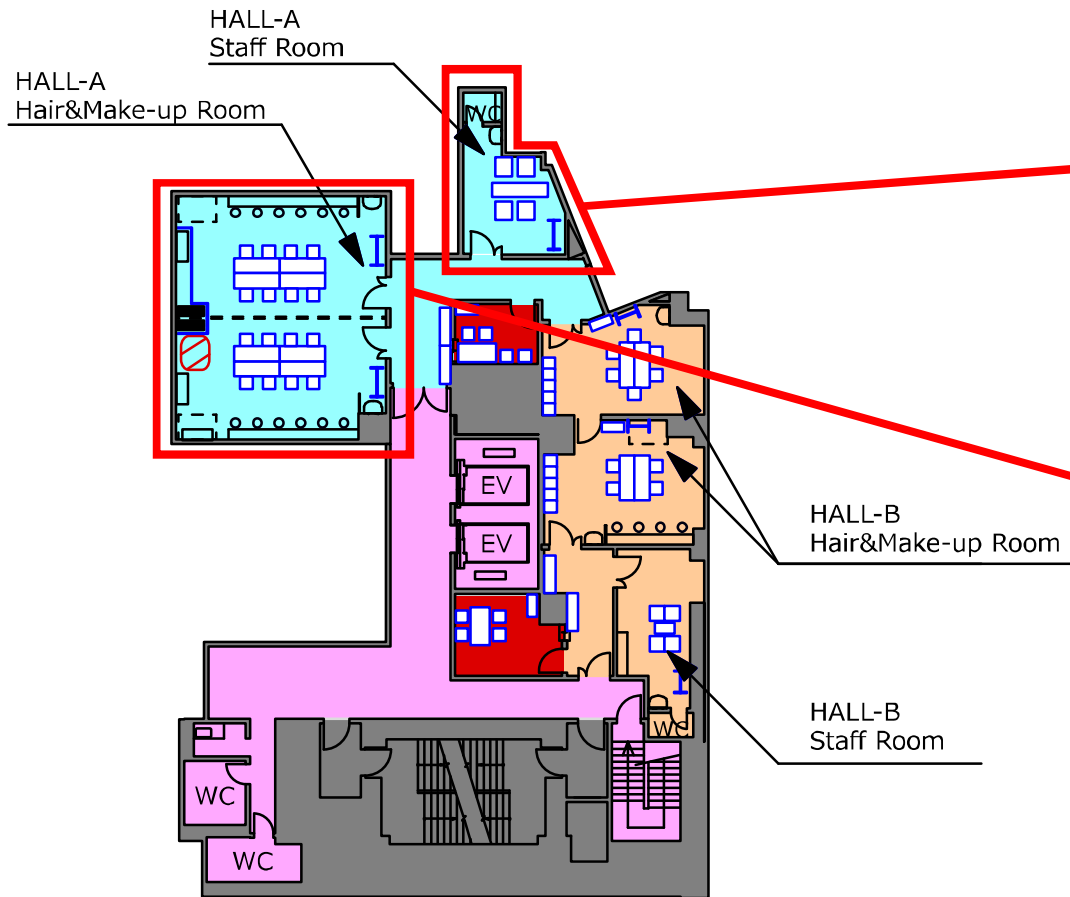 HALL-A
Staff Room
HALL-A
Hair&Make-up Room
WC
EV
EV
HALL-B
Hair&Make-up Room
HALL-B
Staff Room
WC
WC
WC